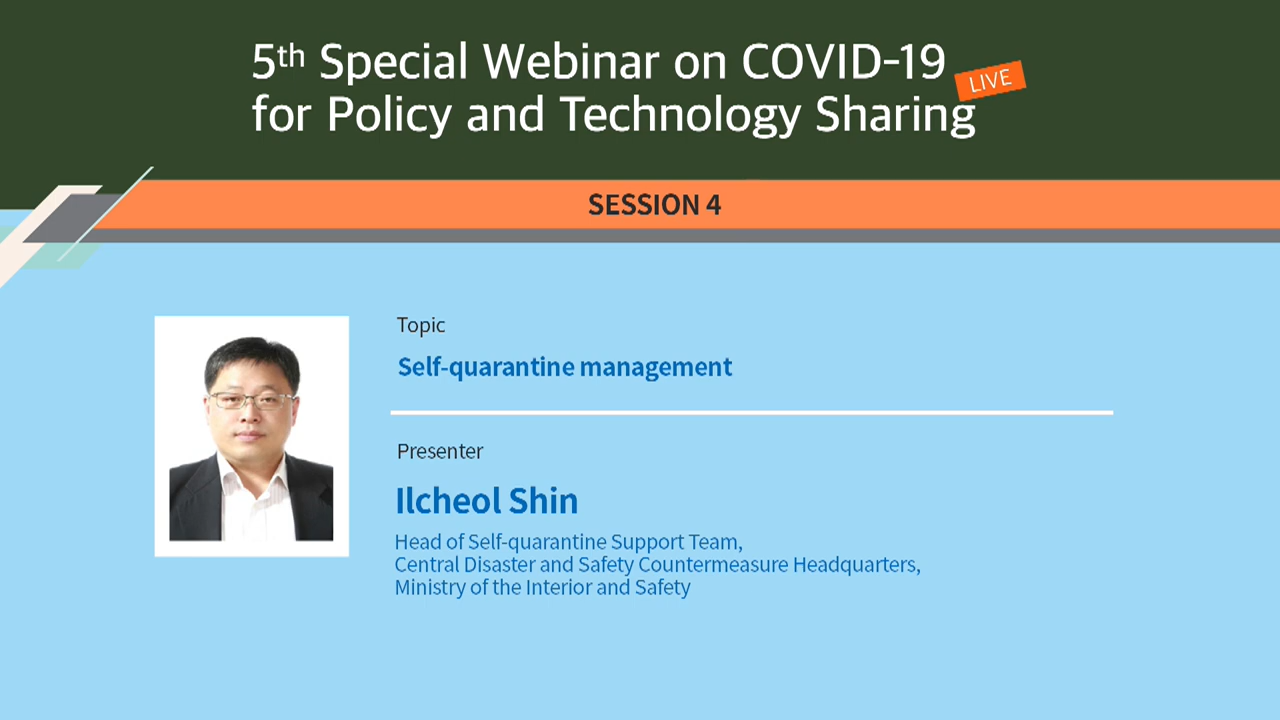 5th Special Webinar on COVID-19
LIVE
for Policy and Technology Sharing
SESSION 4
Topic
Self-quarantine management
Presenter
Ilcheol Shin
Head of Self-quarantine Support Team,
Central Disaster and Safety Countermeasure Headquarters,
Ministry of the Interior and Safety